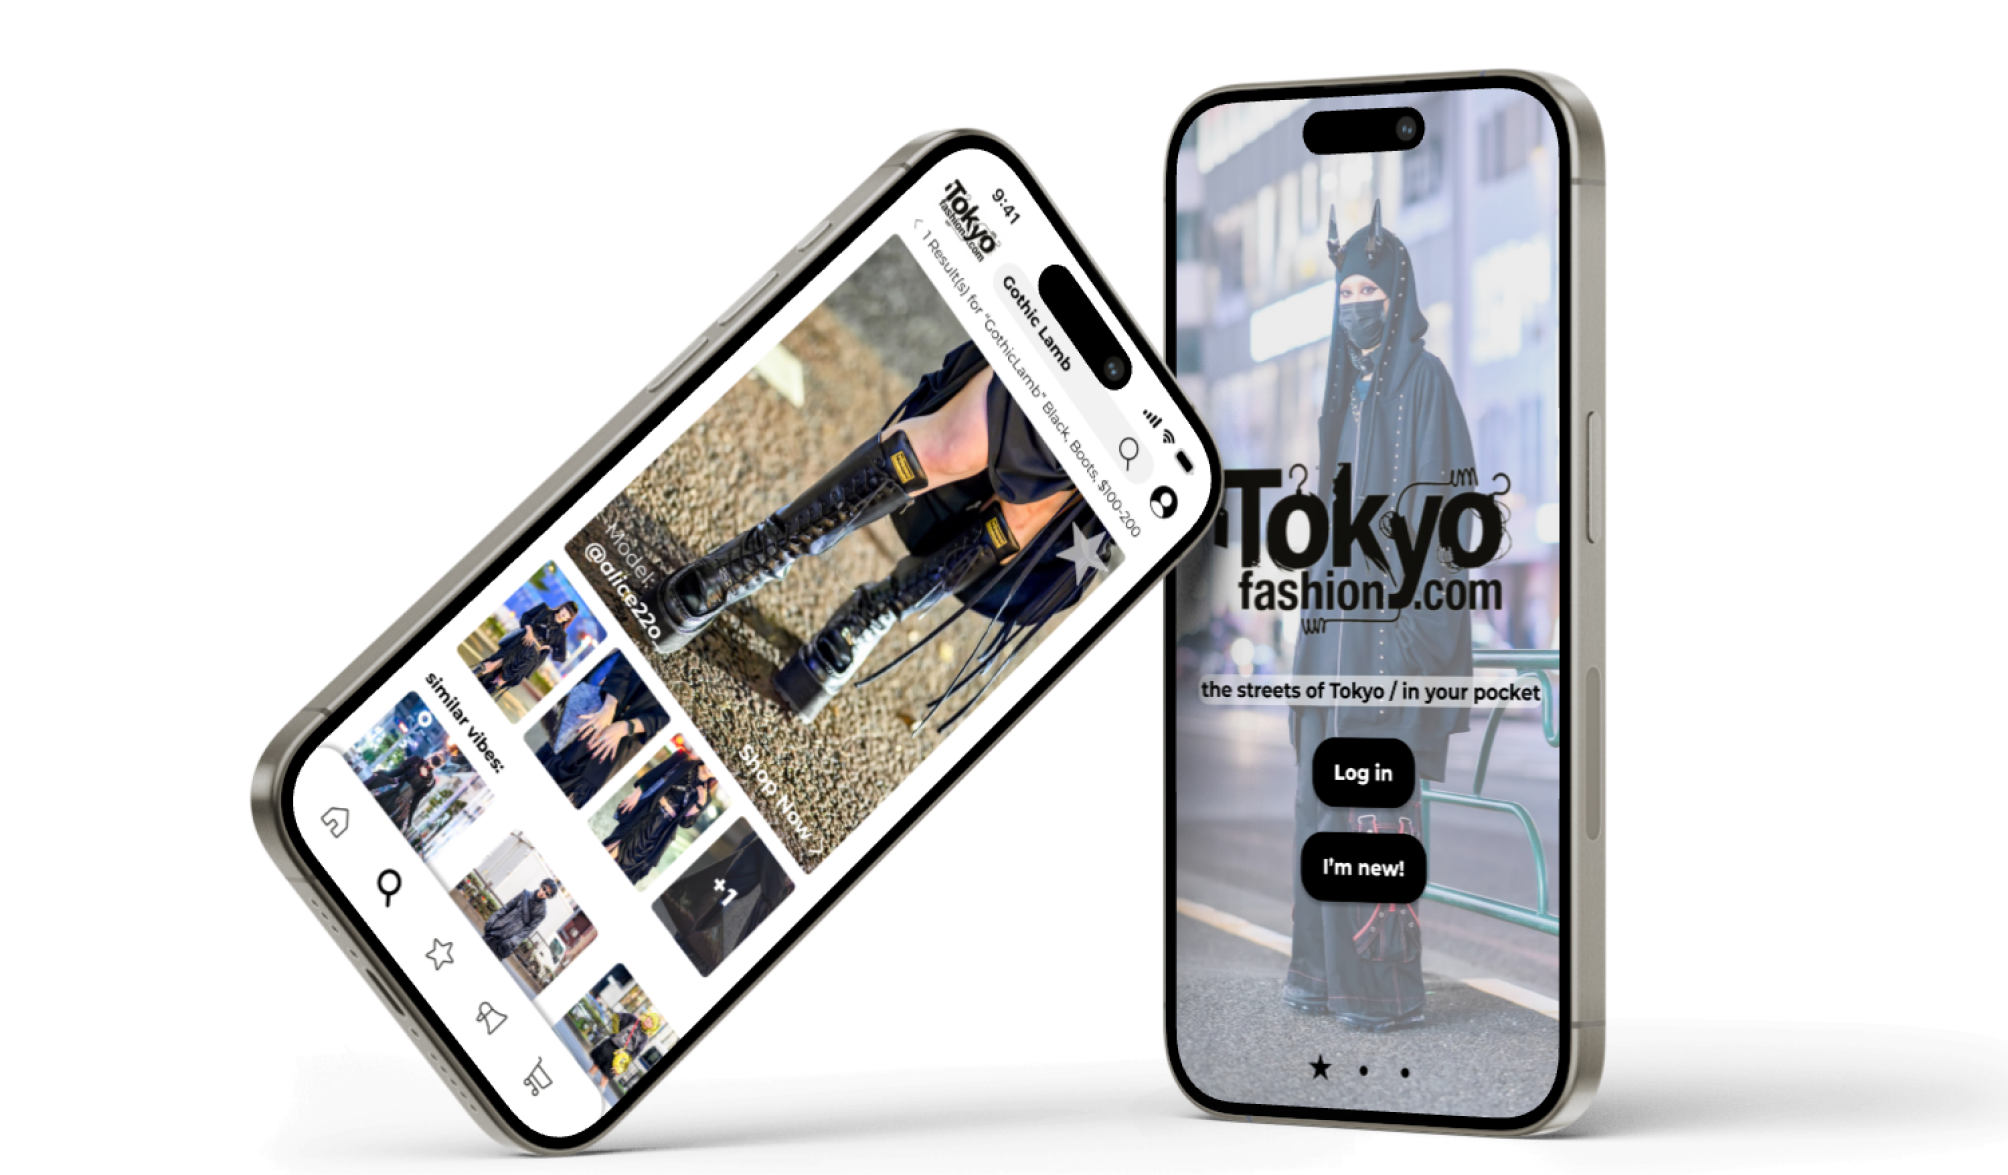 9:41
Tokyo
fashion.com
Gothic Lamb
1 Result(s) for "GothicLamb" Black, Boots, $100-200
Model:
@alice220
Shop Now
+1
similar vibes:
Tokyo
fashion.com
the streets of Tokyo / in your pocket
Log in
I'm new!